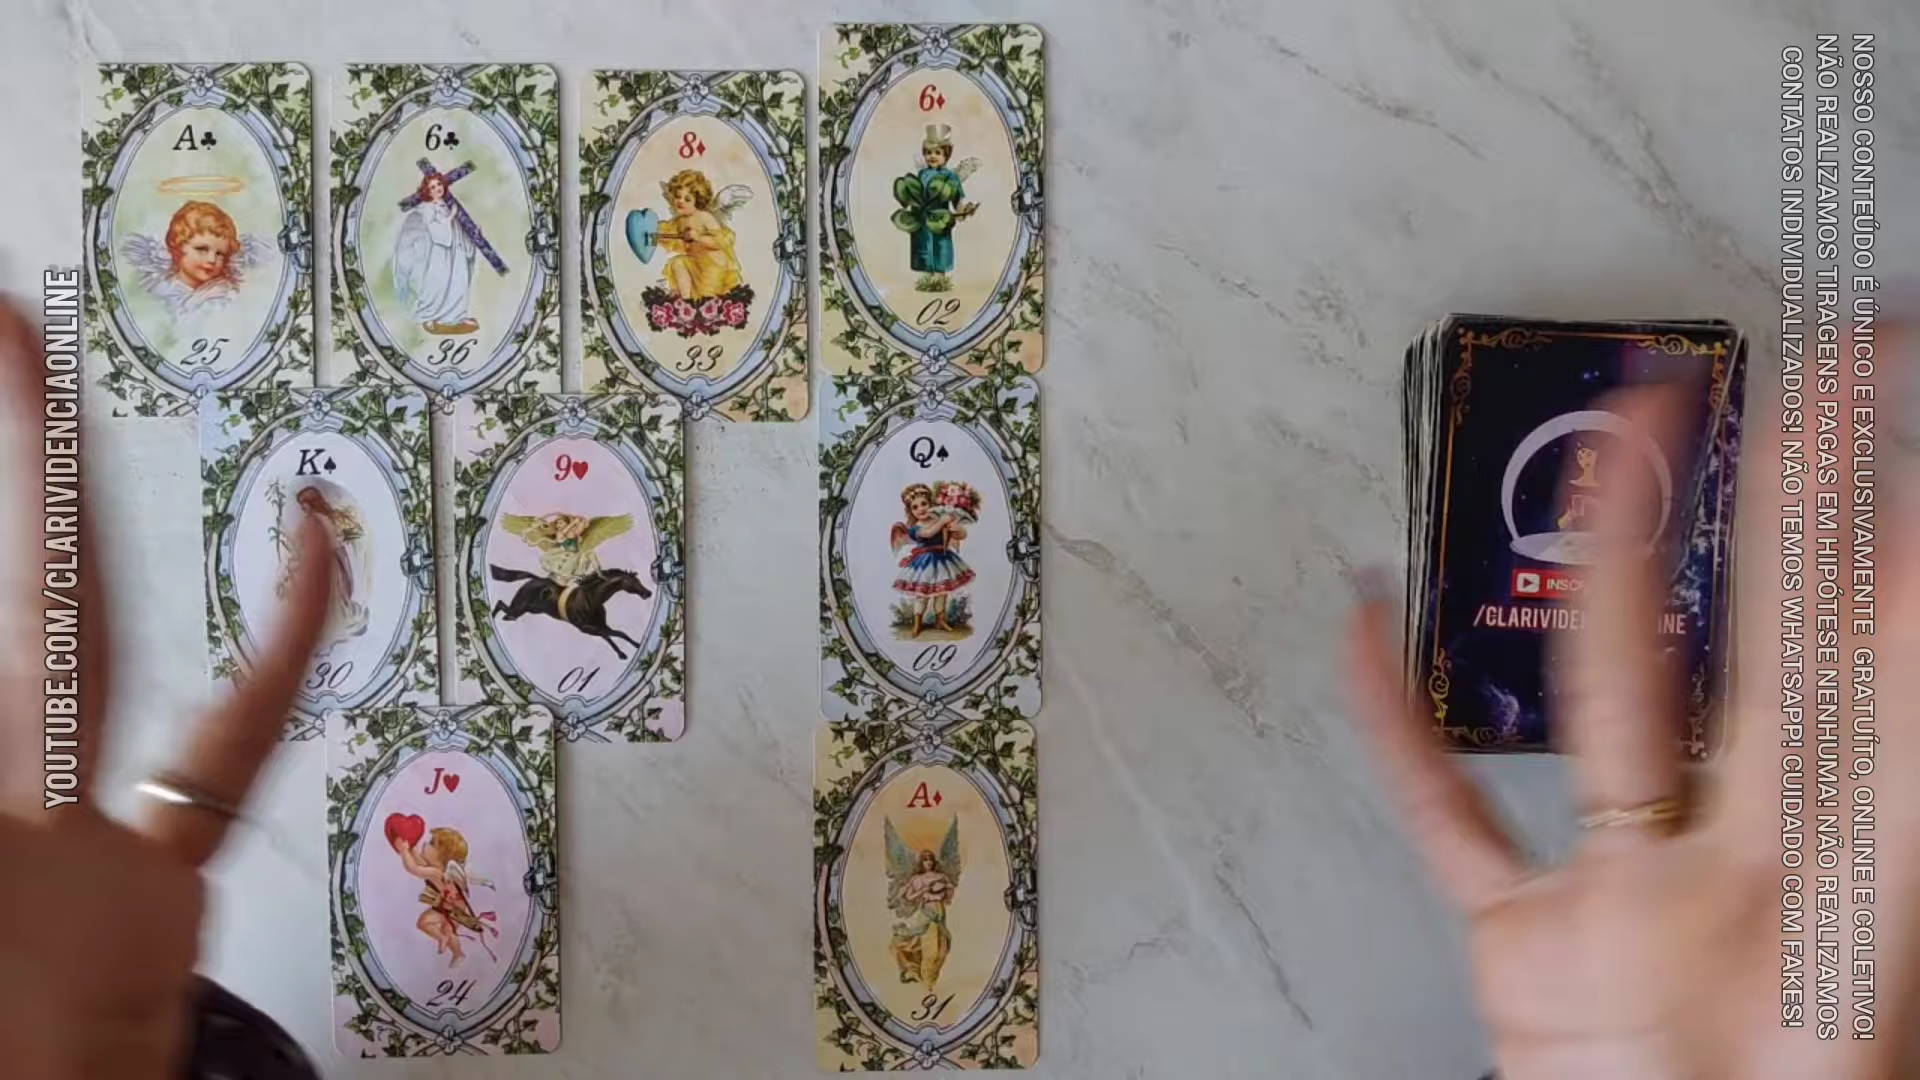 YOUTUBE.COM/CLARIVIDENCIAONLINE
A♣
25
6♣
36
8♦
33
6♦
02
K♠
30
9♥
01
Q♠
09
J♥
24
A♦
31
/CLARIVIDE
NOSSO CONTEÚDO É ÚNICO E EXCLUSIVAMENTE GRATUÍTO, ONLINE E COLETIVO!
NÃO REALIZAMOS TIRAGENS PAGAS EM HIPÓTESE NENHUMA! NÃO REALIZAMOS
CONTATOS INDIVIDUALIZADOS! NÃO TEMOS WHATSAPP! CUIDADO COM FAKES!